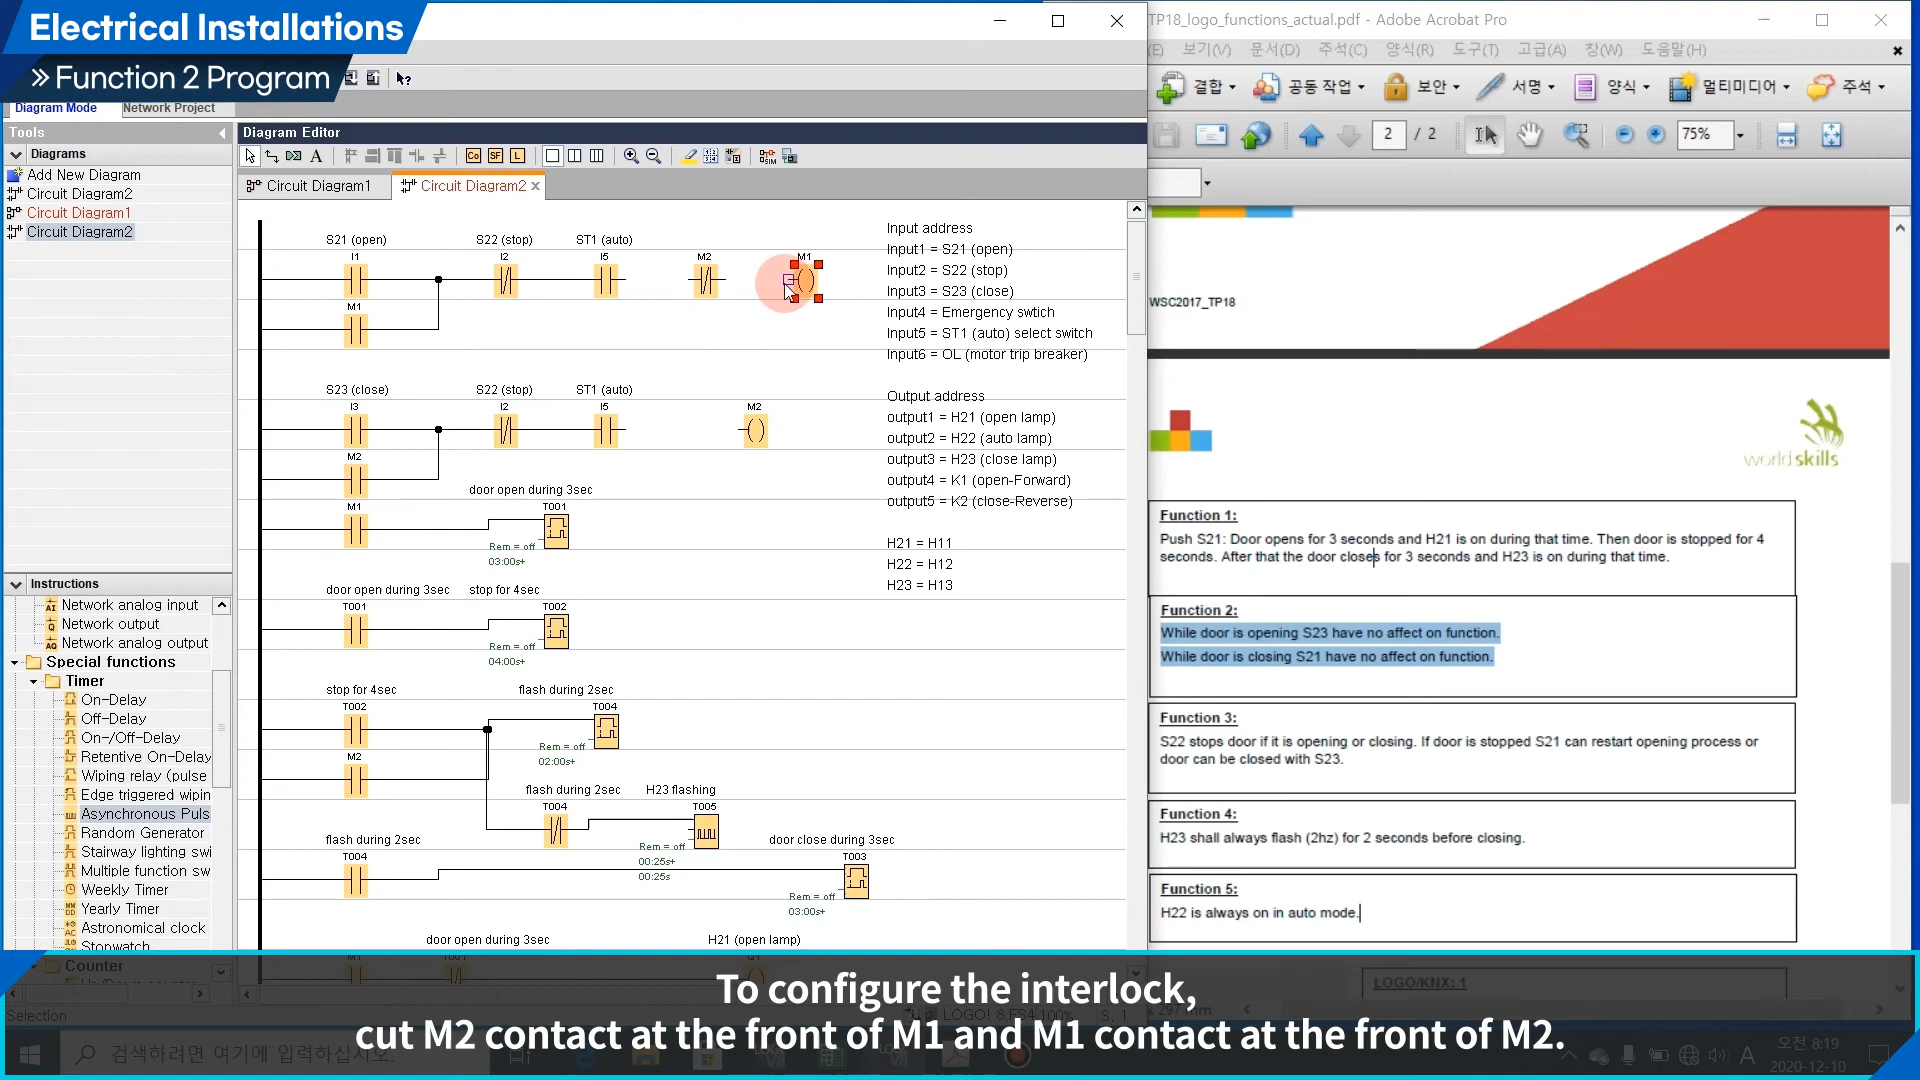 Electrical Installations
Function 2 Program
Diagram Mode
Network Project
Tools
Diagrams
Add New Diagram
Circuit Diagram2
Circuit Diagram1
Circuit Diagram2
Instructions
Network analog input
Network output
Network analog output
Special functions
Timer
On-Delay
Off-Delay
On-/Off-Delay
Retentive On-Delay
Wiping relay (pulse
Edge triggered wipin
Asynchronous Puls
Random Generator
Stairway lighting swi
Multiple function sw
Weekly Timer
Yearly Timer
Astronomical clock
Stopwatch
Counter
Selection
Diagram Editor
Circuit Diagram1
Circuit Diagram2
S21 (open)
S22 (stop)
ST1 (auto)
I1
I2
I5
M2
M1
M1
S23 (close)
S22 (stop)
ST1 (auto)
I3
I2
I5
M2
M2
door open during 3sec
M1
T001
Rem = off
03:00s+
door open during 3sec
stop for 4sec
T001
T002
Rem = off
04:00s+
stop for 4sec
flash during 2sec
T002
T004
Rem = off
02:00s+
M2
flash during 2sec
H23 flashing
T004
T005
Rem = off
00:25s+
00:25s
flash during 2sec
door close during 3sec
T004
T003
Rem = off
03:00s+
door open during 3sec
H21 (open lamp)
Input address
Input1 = S21 (open)
Input2 = S22 (stop)
Input3 = S23 (close)
Input4 = Emergency swtich
Input5 = ST1 (auto) select switch
Input6 = OL (motor trip breaker)
Output address
output1 = H21 (open lamp)
output2 = H22 (auto lamp)
output3 = H23 (close lamp)
output4 = K1 (open-Forward)
output5 = K2 (close-Reverse)
H21 = H11
H22 = H12
H23 = H13
TP18_logo_functions_actual.pdf - Adobe Acrobat Pro
(E) 보기(V) 문서(D) 주석(C) 양식(R) 도구(T) 고급(A) 창(W) 도움말(H)
결합 공동 작업 보안 서명 양식 멀티미디어 주석
2 / 2
75%
WSC2017_TP18
world skills
Function 1:
Push S21: Door opens for 3 seconds and H21 is on during that time. Then door is stopped for 4
seconds. After that the door closes for 3 seconds and H23 is on during that time.
Function 2:
While door is opening S23 have no affect on function.
While door is closing S21 have no affect on function.
Function 3:
S22 stops door if it is opening or closing. If door is stopped S21 can restart opening process or
door can be closed with S23.
Function 4:
H23 shall always flash (2hz) for 2 seconds before closing.
Function 5:
H22 is always on in auto mode.
LOGO/KNX: 1
To configure the interlock,
cut M2 contact at the front of M1 and M1 contact at the front of M2.
검색하려면 여기에 입력하십시오.
A
오전 8:19
2020-12-10